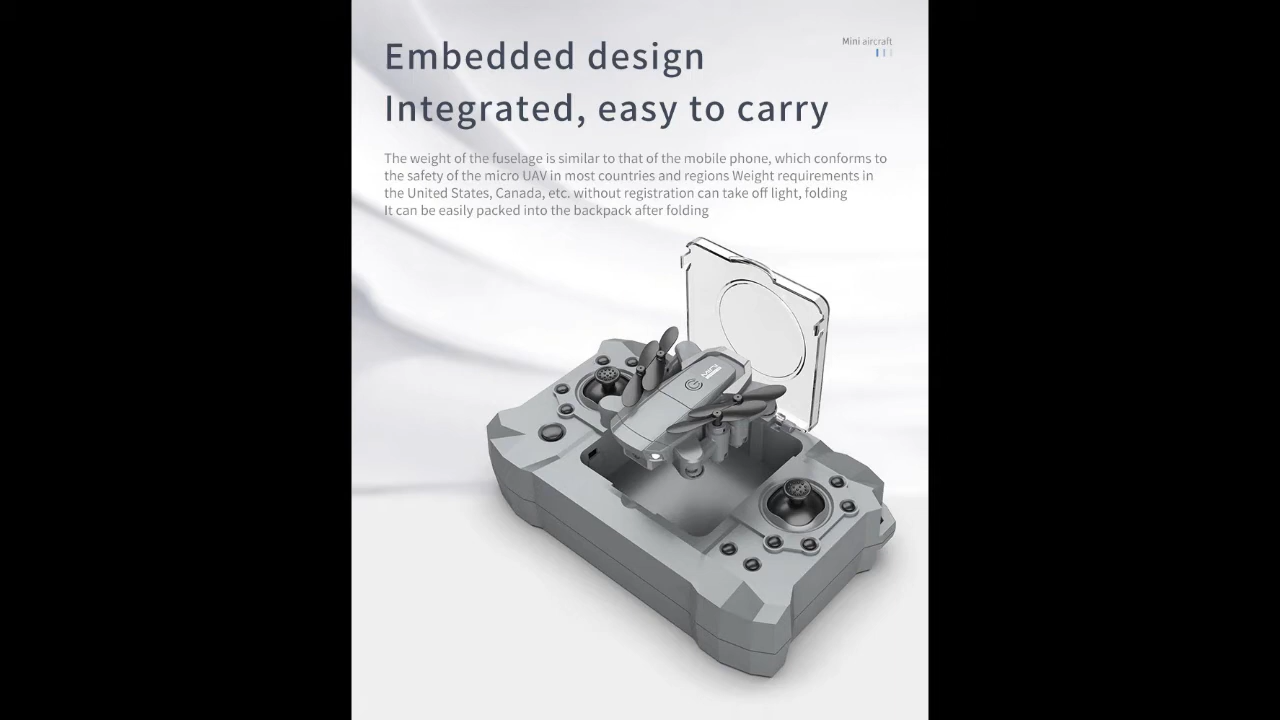 Embedded design
Mini aircraft
Integrated, easy to carry
The weight of the fuselage is similar to that of the mobile phone, which conforms to
the safety of the micro UAV in most countries and regions Weight requirements in
the United States, Canada, etc. without registration can take off light, folding
It can be easily packed into the backpack after folding